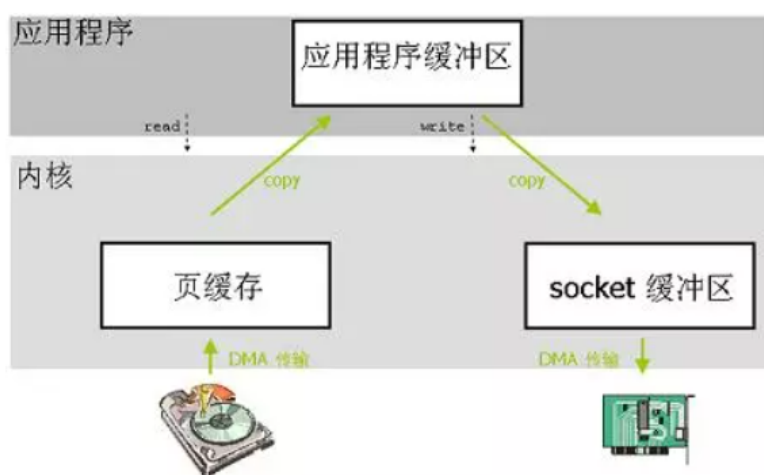 应用程序
应用程序缓冲区
read
write
内核
copy
copy
页缓存
socket 缓冲区
DMA 传输
DMA 传输